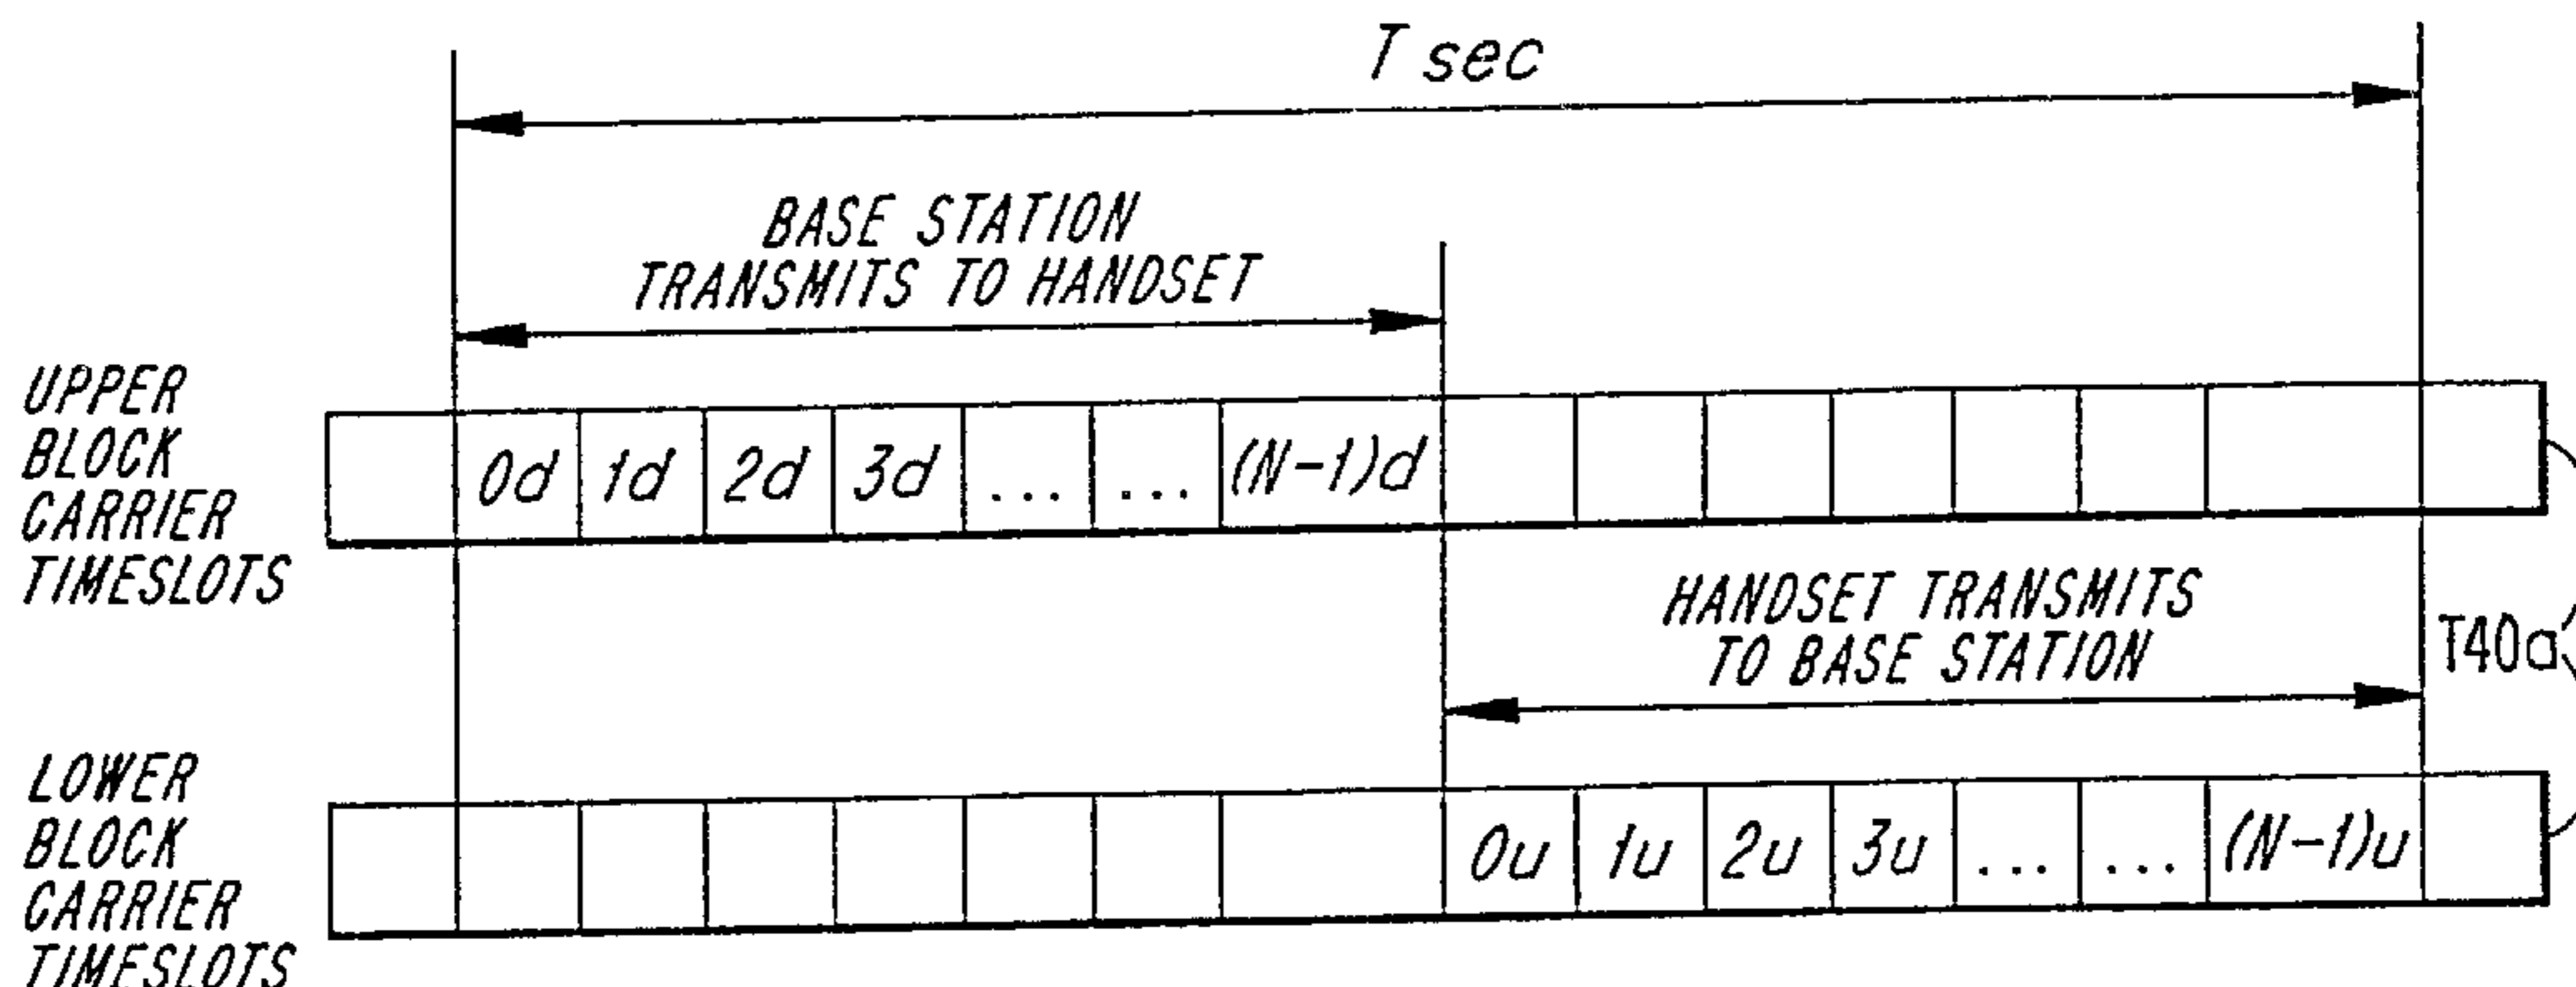 T sec
BASE STATION
TRANSMITS TO HANDSET
UPPER
BLOCK
CARRIER
TIMESLOTS
0d 1d 2d 3d ... ... (N-1)d
HANDSET TRANSMITS
TO BASE STATION
T40a
LOWER
BLOCK
CARRIER
TIMESLOTS
0u 1u 2u 3u ... ... (N-1)u